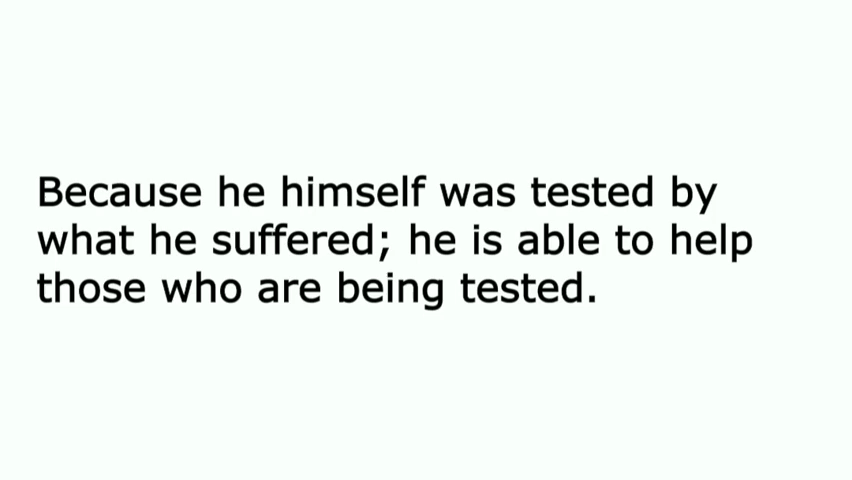 Because he himself was tested by
what he suffered; he is able to help
those who are being tested.